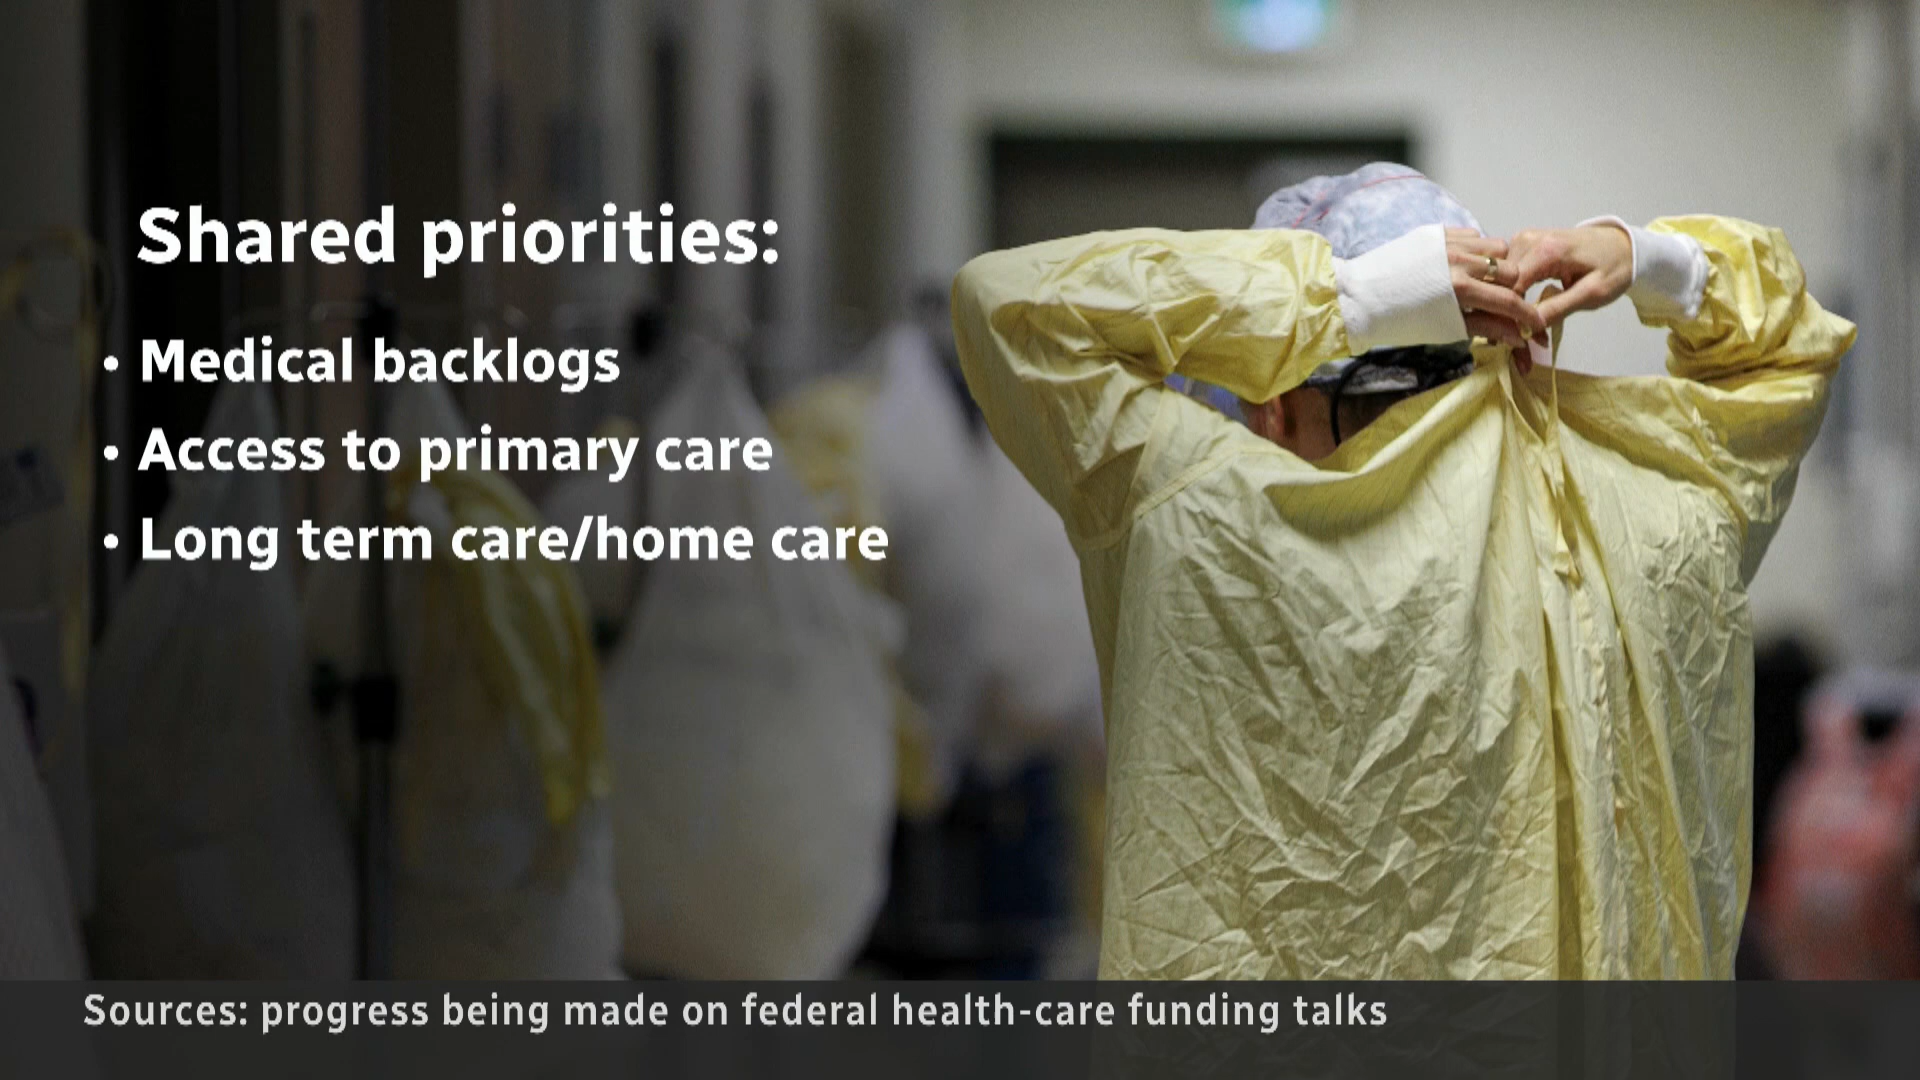 Shared priorities:
• Medical backlogs
• Access to primary care
• Long term care/home care
Sources: progress being made on federal health-care funding talks